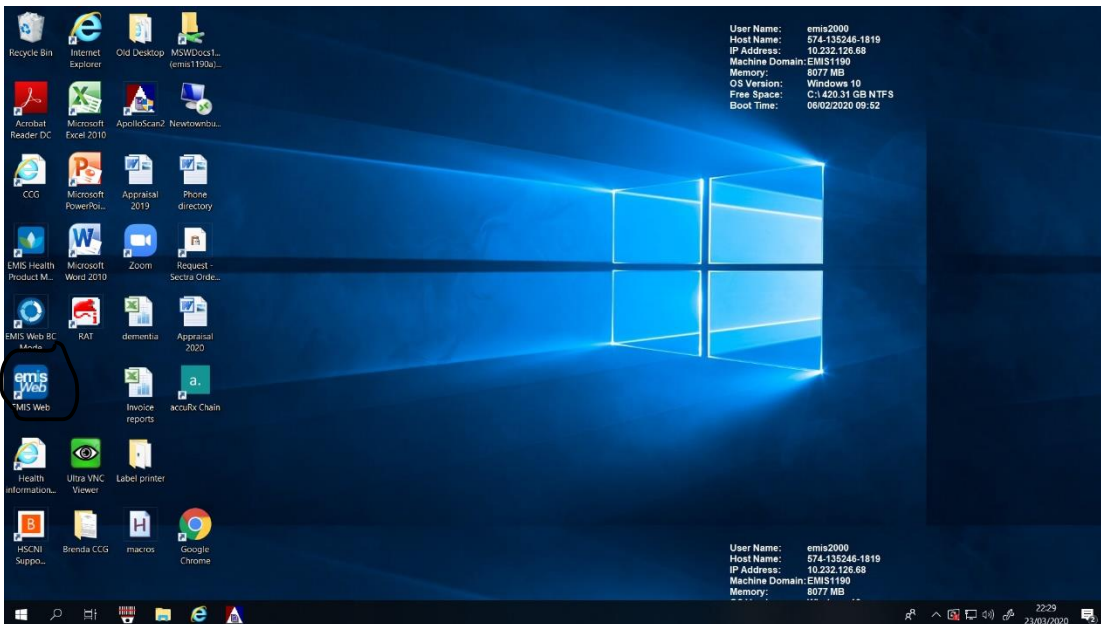 Recycle Bin
Internet
Explorer
Old Desktop
MSWDocs1...
(emis1190a)...
Acrobat
Reader DC
Microsoft
Excel 2010
ApolloScan2
Newtownbu...
CCG
Microsoft
PowerPoi...
Appraisal
2019
Phone
directory
EMIS Health
Product M...
Microsoft
Word 2010
Zoom
Request -
Sectra Orde...
EMIS Web BC
Mode
RAT
dementia
Appraisal
2020
emis
Web
EMIS Web
Invoice
reports
a.
accuRx Chain
Health
information...
Ultra VNC
Viewer
Label printer
B
HSCNI
Suppo...
Brenda CCG
H
macros
Google
Chrome
User Name: emis2000
Host Name: 574-135246-1819
IP Address: 10.232.126.68
Machine Domain: EMIS1190
Memory: 8077 MB
OS Version: Windows 10
Free Space: C:\ 420.31 GB NTFS
Boot Time: 06/02/2020 09:52
User Name: emis2000
Host Name: 574-135246-1819
IP Address: 10.232.126.68
Machine Domain: EMIS1190
Memory: 8077 MB
22:29
23/03/2020